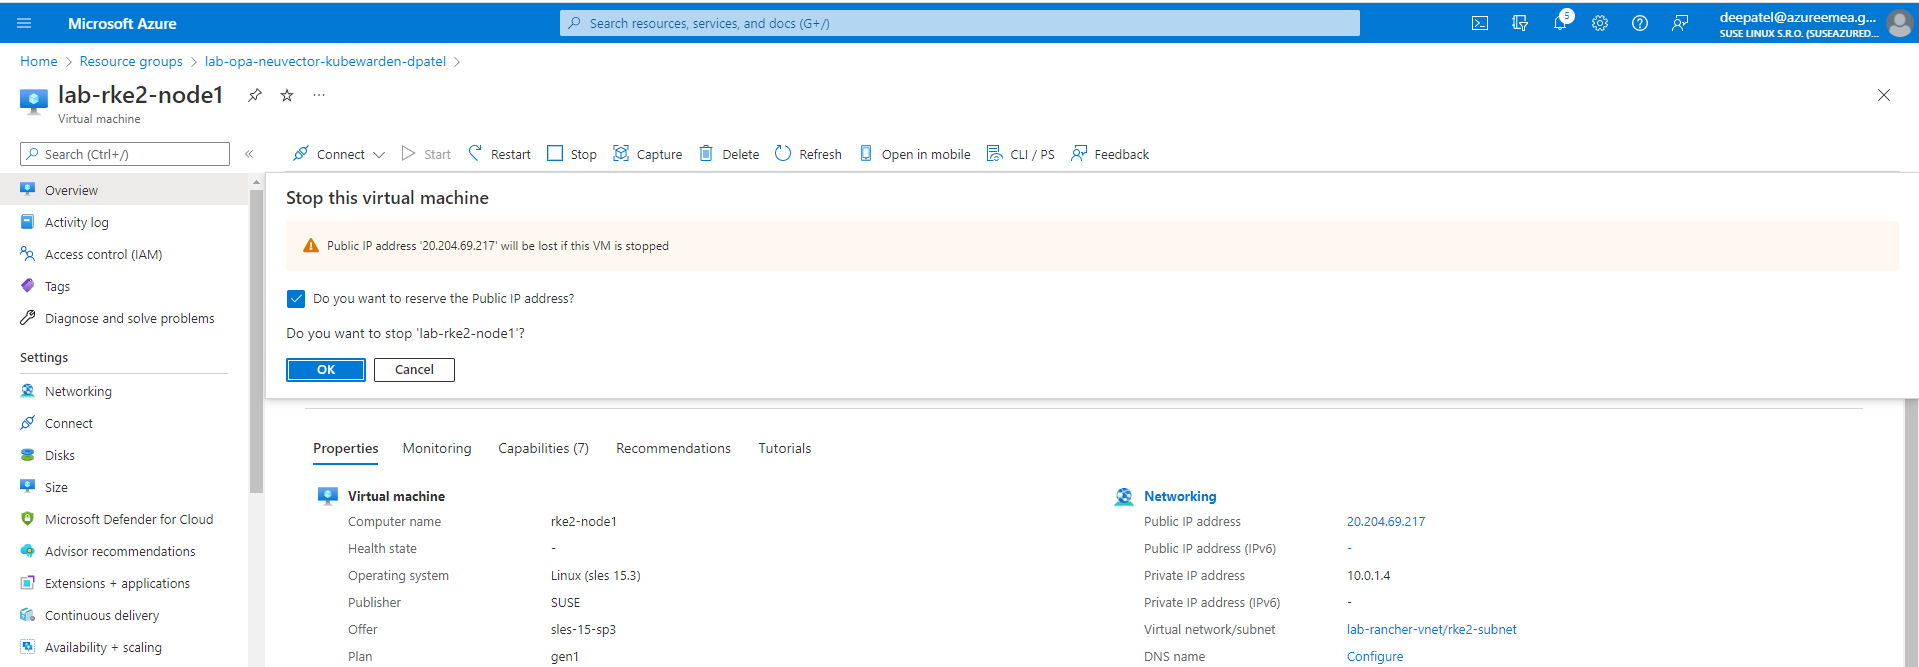 Microsoft Azure
Search resources, services, and docs (G+/)
5
deepatel@azureemea.g...
SUSE LINUX S.R.O. (SUSEAZURED...
Home > Resource groups > lab-opa-neuvector-kubewarden-dpatel >
lab-rke2-node1
Virtual machine
Search (Ctrl+/)
Connect
Start
Restart
Stop
Capture
Delete
Refresh
Open in mobile
CLI / PS
Feedback
Overview
Activity log
Access control (IAM)
Tags
Diagnose and solve problems
Settings
Networking
Connect
Disks
Size
Microsoft Defender for Cloud
Advisor recommendations
Extensions + applications
Continuous delivery
Availability + scaling
Stop this virtual machine
Public IP address '20.204.69.217' will be lost if this VM is stopped
Do you want to reserve the Public IP address?
Do you want to stop 'lab-rke2-node1'?
OK
Cancel
Properties
Monitoring
Capabilities (7)
Recommendations
Tutorials
Virtual machine
Computer name rke2-node1
Health state -
Operating system Linux (sles 15.3)
Publisher SUSE
Offer sles-15-sp3
Plan gen1
Networking
Public IP address 20.204.69.217
Public IP address (IPv6) -
Private IP address 10.0.1.4
Private IP address (IPv6) -
Virtual network/subnet lab-rancher-vnet/rke2-subnet
DNS name Configure